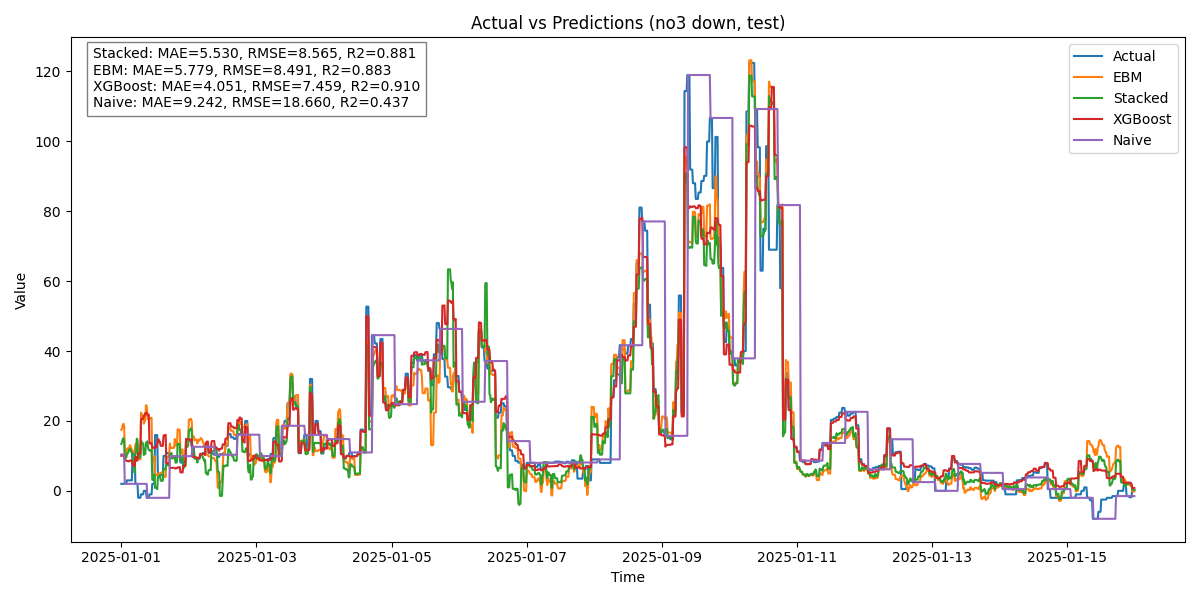 Actual vs Predictions (no3 down, test)
Stacked: MAE=5.530, RMSE=8.565, R2=0.881
EBM: MAE=5.779, RMSE=8.491, R2=0.883
XGBoost: MAE=4.051, RMSE=7.459, R2=0.910
Naive: MAE=9.242, RMSE=18.660, R2=0.437
Actual
EBM
Stacked
XGBoost
Naive
Value
120
100
80
60
40
20
0
2025-01-01
2025-01-03
2025-01-05
2025-01-07
2025-01-09
2025-01-11
2025-01-13
2025-01-15
Time